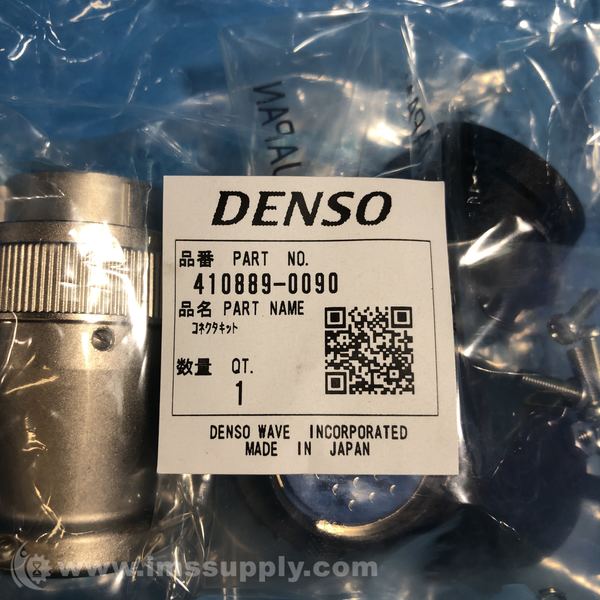 DENSO
品番 PART NO.
410889-0090
品名 PART NAME
コネクタキット
数量 QT.
1
DENSO WAVE INCORPORATED
MADE IN JAPAN
JAPAN
www.imssupply.com